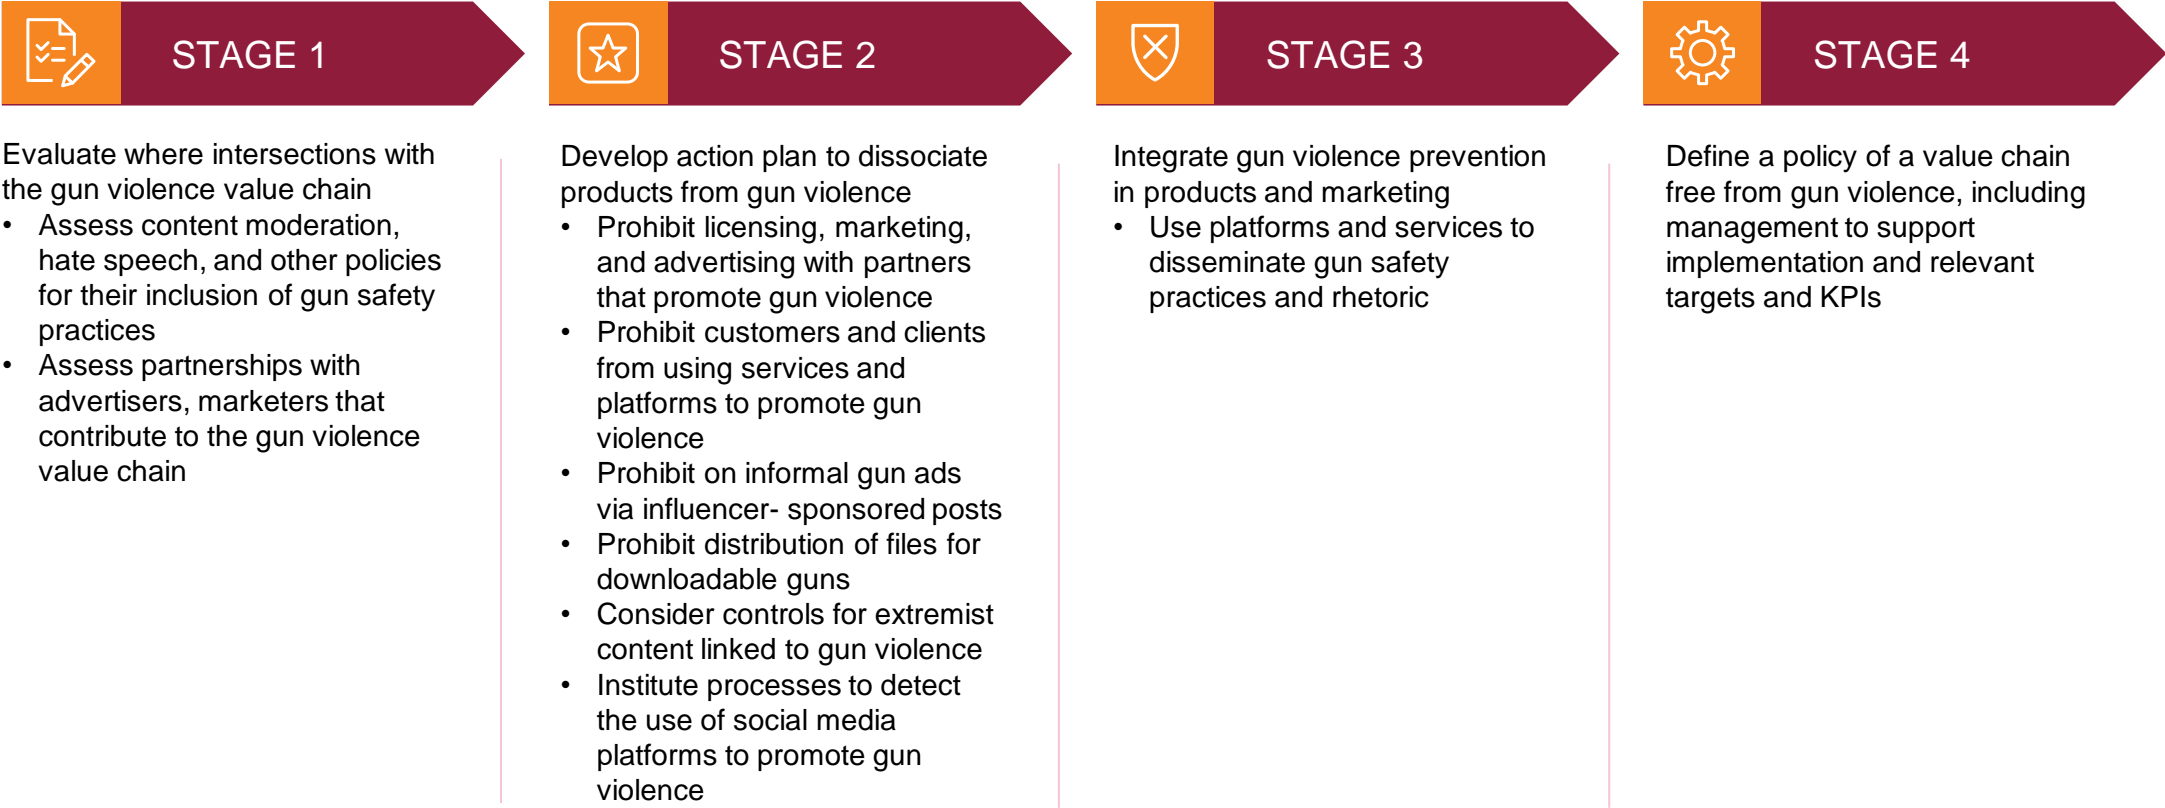 STAGE 1
Evaluate where intersections with
the gun violence value chain
• Assess content moderation,
hate speech, and other policies
for their inclusion of gun safety
practices
• Assess partnerships with
advertisers, marketers that
contribute to the gun violence
value chain
STAGE 2
Develop action plan to dissociate
products from gun violence
• Prohibit licensing, marketing,
and advertising with partners
that promote gun violence
• Prohibit customers and clients
from using services and
platforms to promote gun
violence
• Prohibit on informal gun ads
via influencer- sponsored posts
• Prohibit distribution of files for
downloadable guns
• Consider controls for extremist
content linked to gun violence
• Institute processes to detect
the use of social media
platforms to promote gun
violence
STAGE 3
Integrate gun violence prevention
in products and marketing
• Use platforms and services to
disseminate gun safety
practices and rhetoric
STAGE 4
Define a policy of a value chain
free from gun violence, including
management to support
implementation and relevant
targets and KPIs